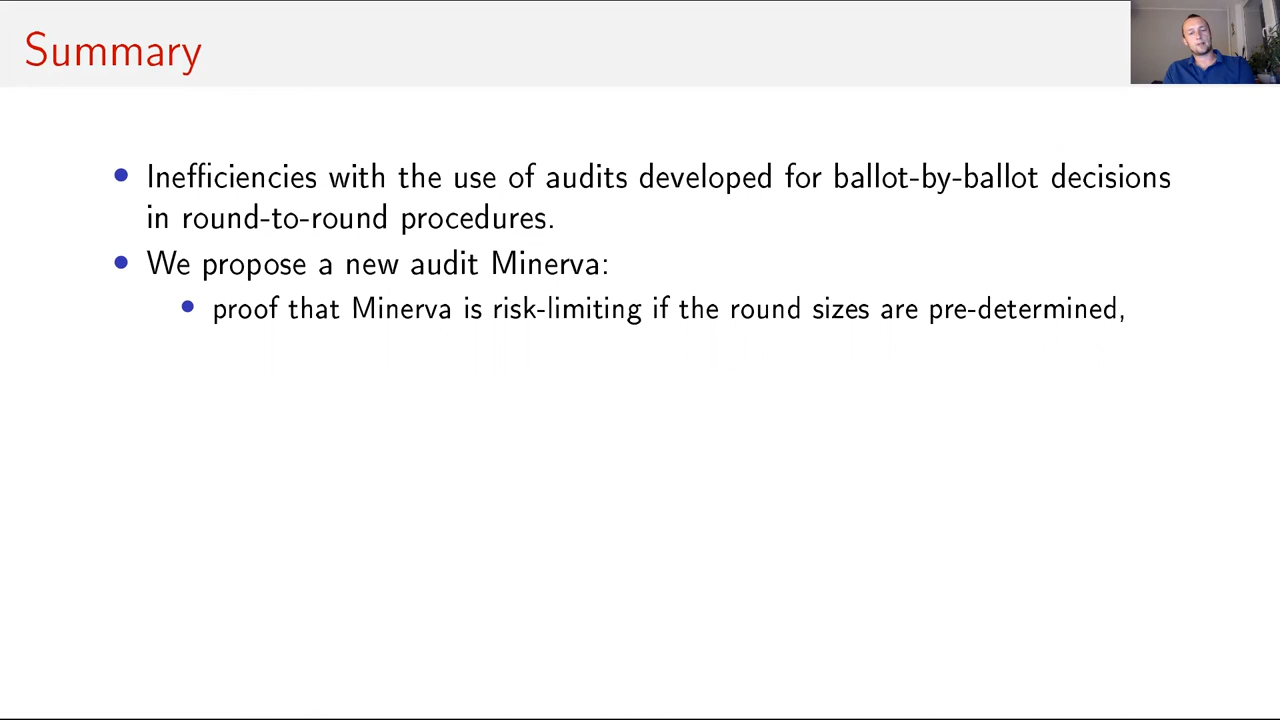 Summary
• Inefficiencies with the use of audits developed for ballot-by-ballot decisions
in round-to-round procedures.
• We propose a new audit Minerva:
• proof that Minerva is risk-limiting if the round sizes are pre-determined,